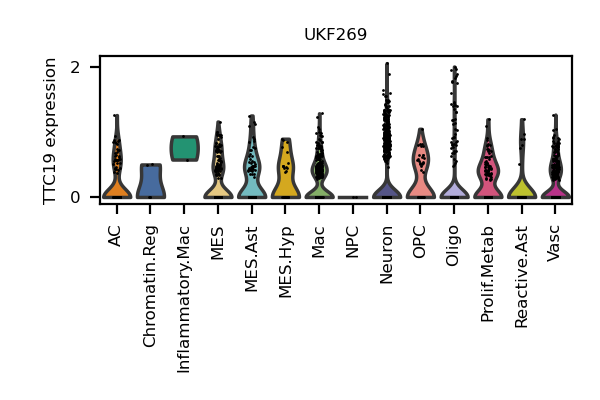 UKF269
TTC19 expression
2
0
AC
Chromatin.Reg
Inflammatory.Mac
MES
MES.Ast
MES.Hyp
Mac
NPC
Neuron
OPC
Oligo
Prolif.Metab
Reactive.Ast
Vasc